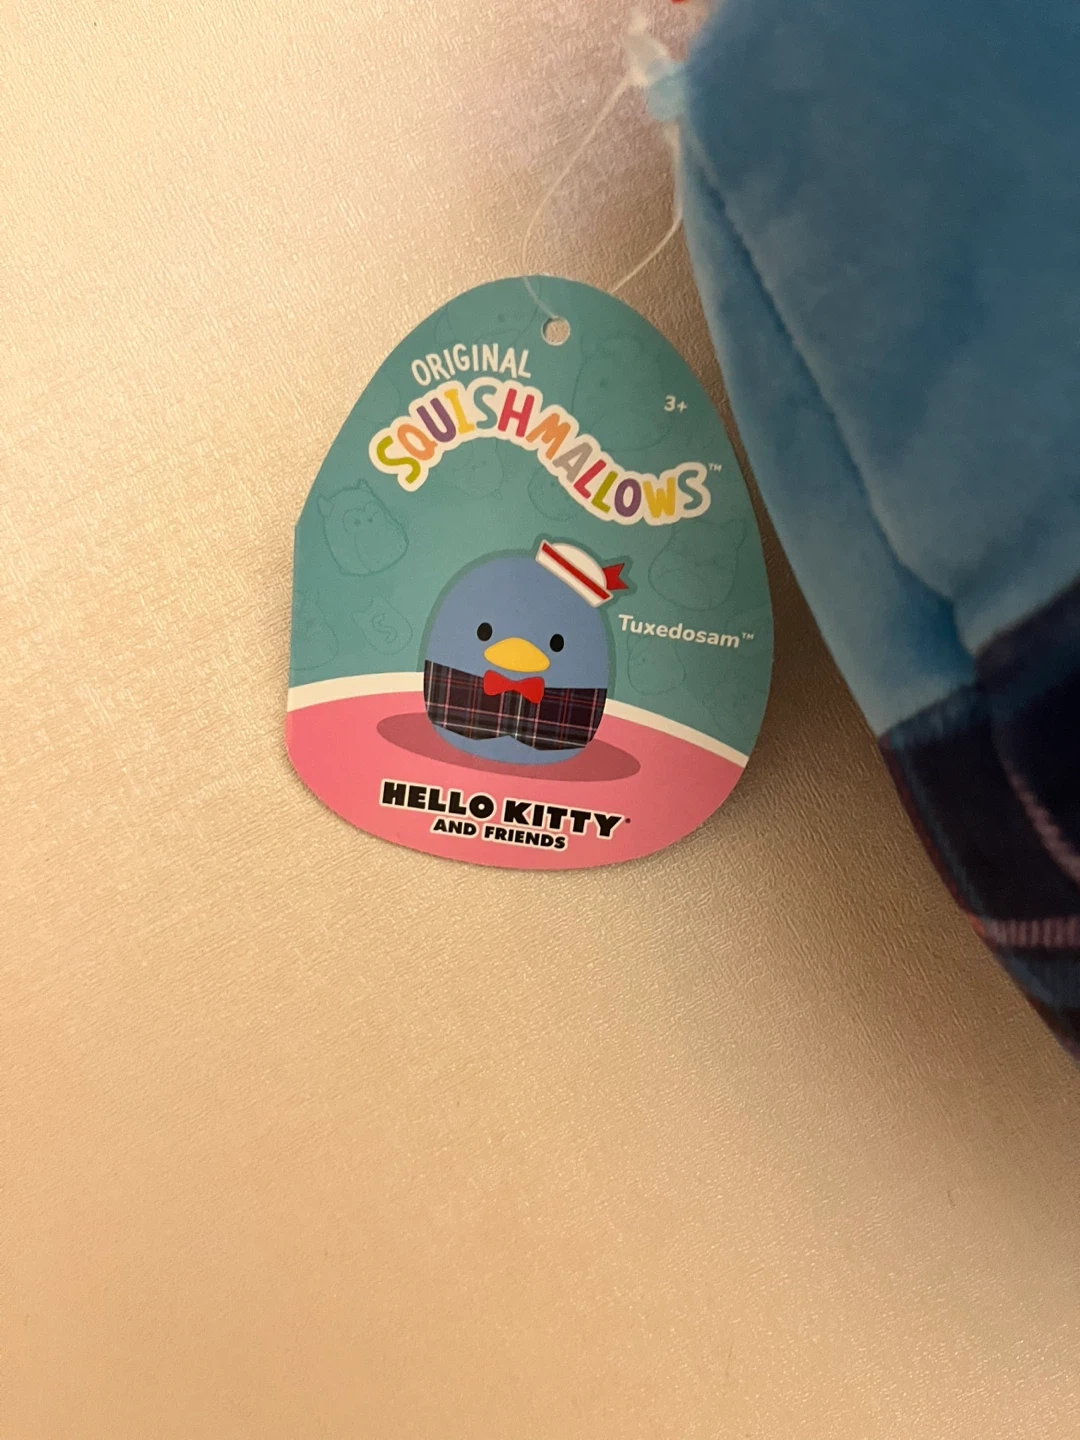 ORIGINAL
SQUISHMALLOWS™
3+
Tuxedosam™
HELLO KITTY®
AND FRIENDS